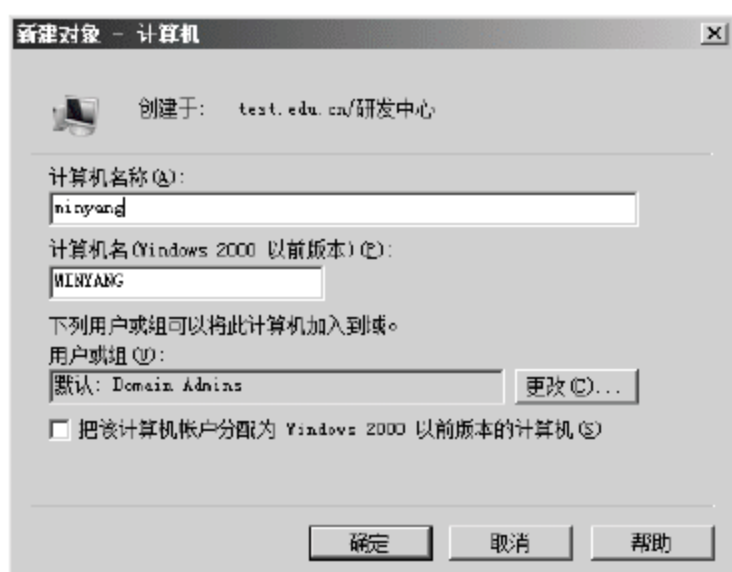 新建对象 - 计算机
创建于: test.edu.cn/研发中心
计算机名称(A):
minyang
计算机名(Windows 2000 以前版本)(P):
MINYANG
下列用户或组可以将此计算机加入到域。
用户或组(U):
默认: Domain Admins
更改(C)...
把该计算机帐户分配为 Windows 2000 以前版本的计算机(S)
确定 取消 帮助